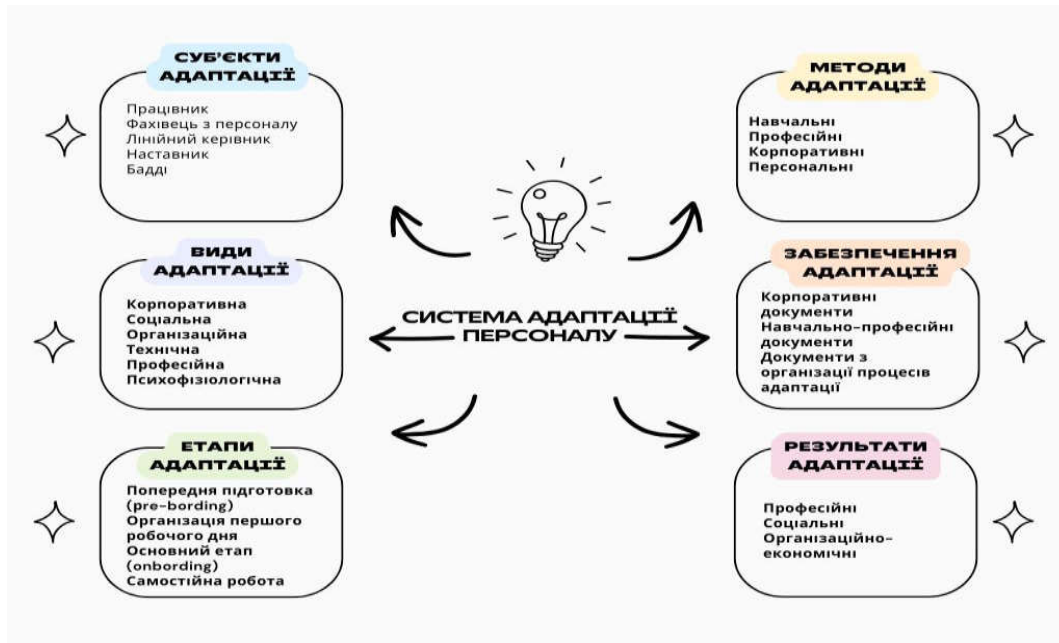 СУБ'ЄКТИ
АДАПТАЦІЇ
Працівник
Фахівець з персоналу
Лінійний керівник
Наставник
Бадді
ВИДИ
АДАПТАЦІЇ
Корпоративна
Соціальна
Організаційна
Технічна
Професійна
Психофізіологічна
ЕТАПИ
АДАПТАЦІЇ
Попередня підготовка
(pre-bording)
Організація першого
робочого дня
Основний етап
(onbording)
Самостійна робота
СИСТЕМА АДАПТАЦІЇ
ПЕРСОНАЛУ
МЕТОДИ
АДАПТАЦІЇ
Навчальні
Професійні
Корпоративні
Персональні
ЗАБЕЗПЕЧЕННЯ
АДАПТАЦІЇ
Корпоративні
документи
Навчально-професійні
документи
Документи з
організації процесів
адаптації
РЕЗУЛЬТАТИ
АДАПТАЦІЇ
Професійні
Соціальні
Організаційно-
економічні